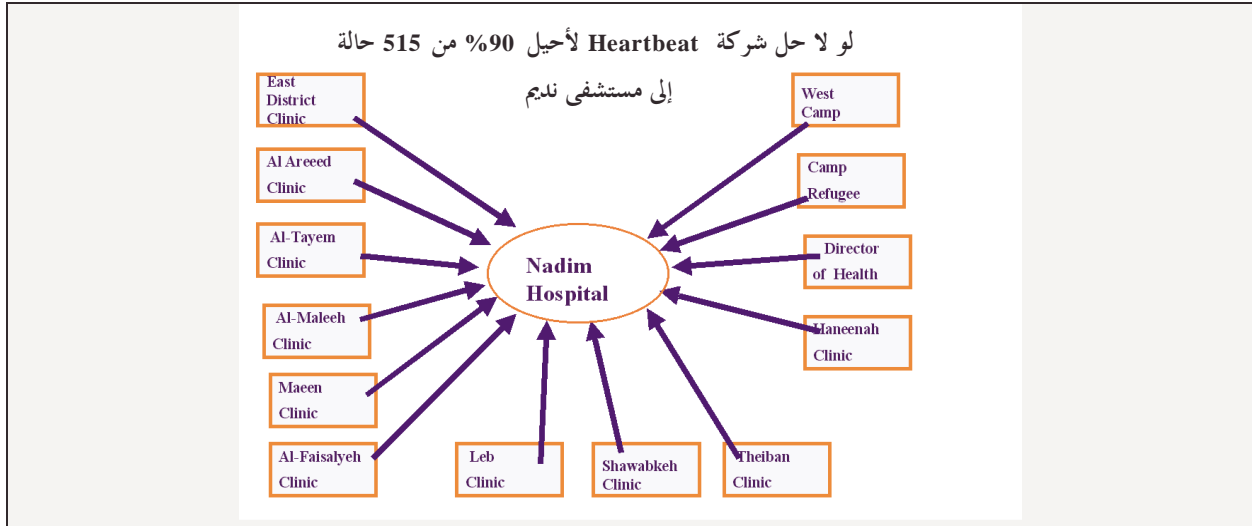 لو لا حل شركة Heartbeat لأحيل 90% من 515 حالة
إلى مستشفى نديم
East
District
Clinic
West
Camp
Al Areeed
Clinic
Camp
Refugee
Al-Tayem
Clinic
Director
of Health
Nadim
Hospital
Al-Maleeh
Clinic
Haneenah
Clinic
Maeen
Clinic
Al-Faisalyeh
Clinic
Leb
Clinic
Shawabkeh
Clinic
Theiban
Clinic